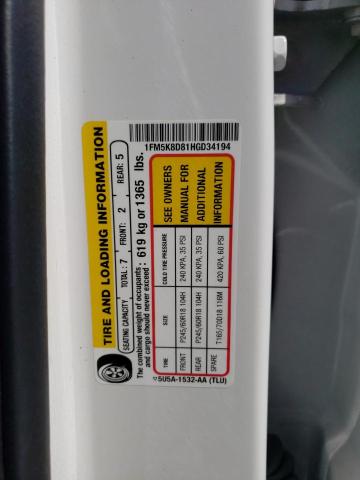 1FM5K8D81HGD34194
TIRE AND LOADING INFORMATION
SEATING CAPACITY TOTAL: 7 FRONT: 2 REAR: 5
The combined weight of occupants
and cargo should never exceed : 619 kg or 1365 lbs.
TIRE SIZE COLD TIRE PRESSURE
FRONT P245/60R18 104H 240 KPA, 35 PSI
REAR P245/60R18 104H 240 KPA, 35 PSI
SPARE T165/70D18 116M 420 KPA, 60 PSI
SEE OWNERS
MANUAL FOR
ADDITIONAL
INFORMATION
5U5A-1532-AA (TLU)